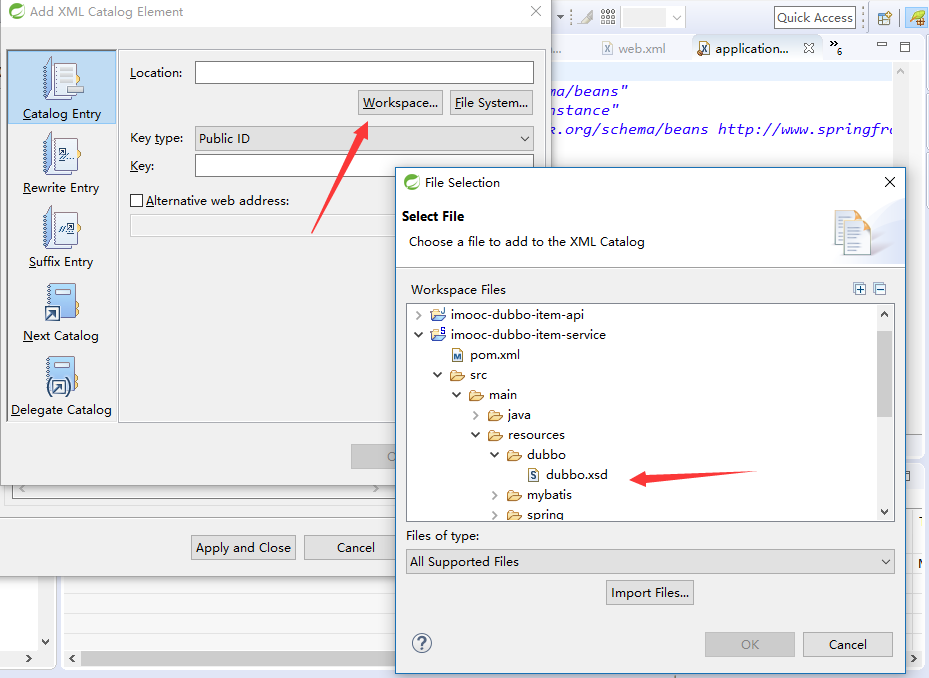 Add XML Catalog Element
Quick Access
web.xml
application...
6
Location:
Workspace...
File System...
Catalog Entry
Key type:
Public ID
Key:
Rewrite Entry
Alternative web address:
Suffix Entry
Next Catalog
Delegate Catalog
ma/beans"
nstance"
k.org/schema/beans http://www.springfr
File Selection
Select File
Choose a file to add to the XML Catalog
Workspace Files
imooc-dubbo-item-api
imooc-dubbo-item-service
pom.xml
src
main
java
resources
dubbo
dubbo.xsd
mybatis
spring
Files of type:
All Supported Files
Import Files...
OK
Cancel
Apply and Close
Cancel